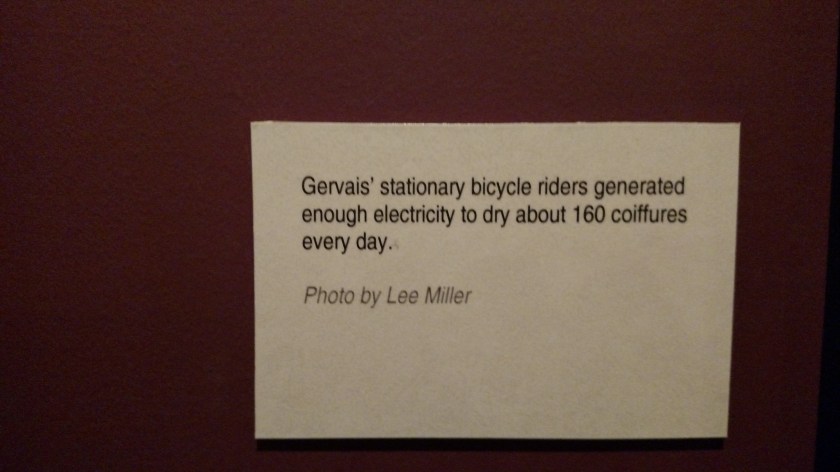 Gervais' stationary bicycle riders generated
enough electricity to dry about 160 coiffures
every day.
Photo by Lee Miller